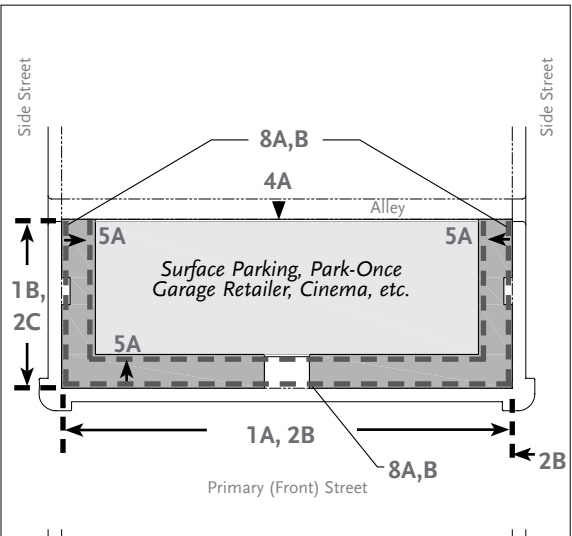 Side Street
Side Street
8A,B
4A
Alley
5A
5A
Surface Parking, Park-Once
Garage Retailer, Cinema, etc.
1B,
2C
5A
1A, 2B
2B
8A,B
Primary (Front) Street